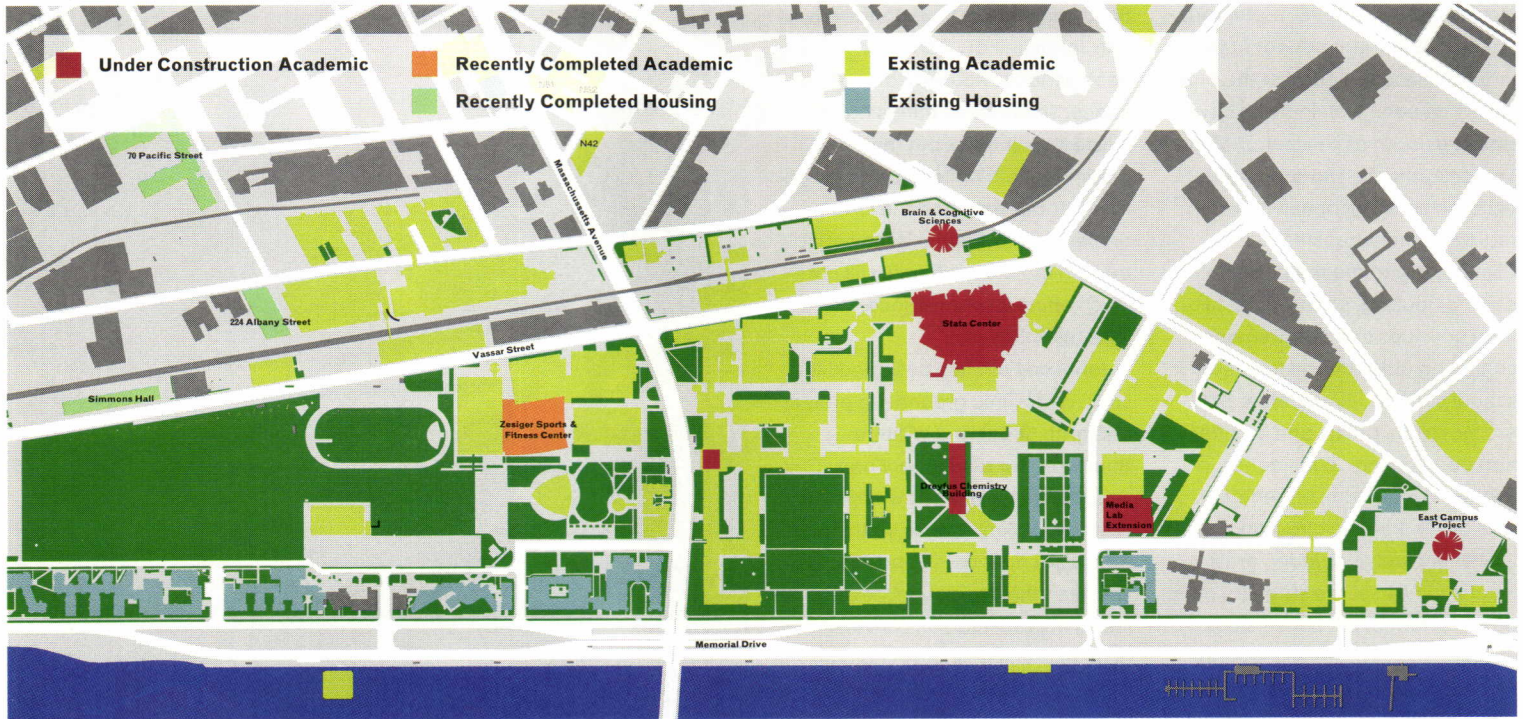 Under Construction Academic
Recently Completed Academic
Existing Academic
Recently Completed Housing
Existing Housing
70 Pacific Street
N42
Massachussetts Avenue
Brain & Cognitive
Sciences
224 Albany Street
Stata Center
Vassar Street
Simmons Hall
Zesiger Sports &
Fitness Center
Dreyfus Chemistry
Building
Media
Lab
Extension
East Campus
Project
Memorial Drive